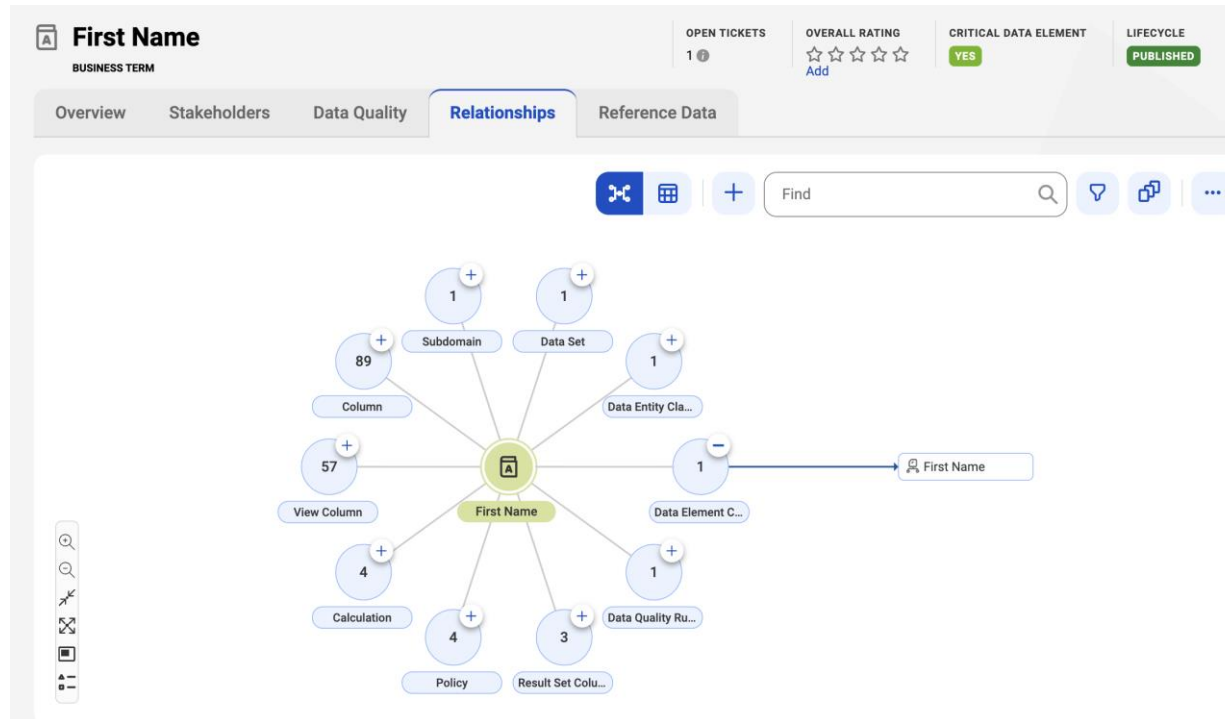 First Name
BUSINESS TERM
OPEN TICKETS
1
OVERALL RATING
Add
CRITICAL DATA ELEMENT
YES
LIFECYCLE
PUBLISHED
Overview
Stakeholders
Data Quality
Relationships
Reference Data
Find
1
Subdomain
1
Data Set
89
Column
1
Data Entity Cla...
57
View Column
First Name
1
Data Element C...
First Name
4
Calculation
1
Data Quality Ru...
4
Policy
3
Result Set Colu...